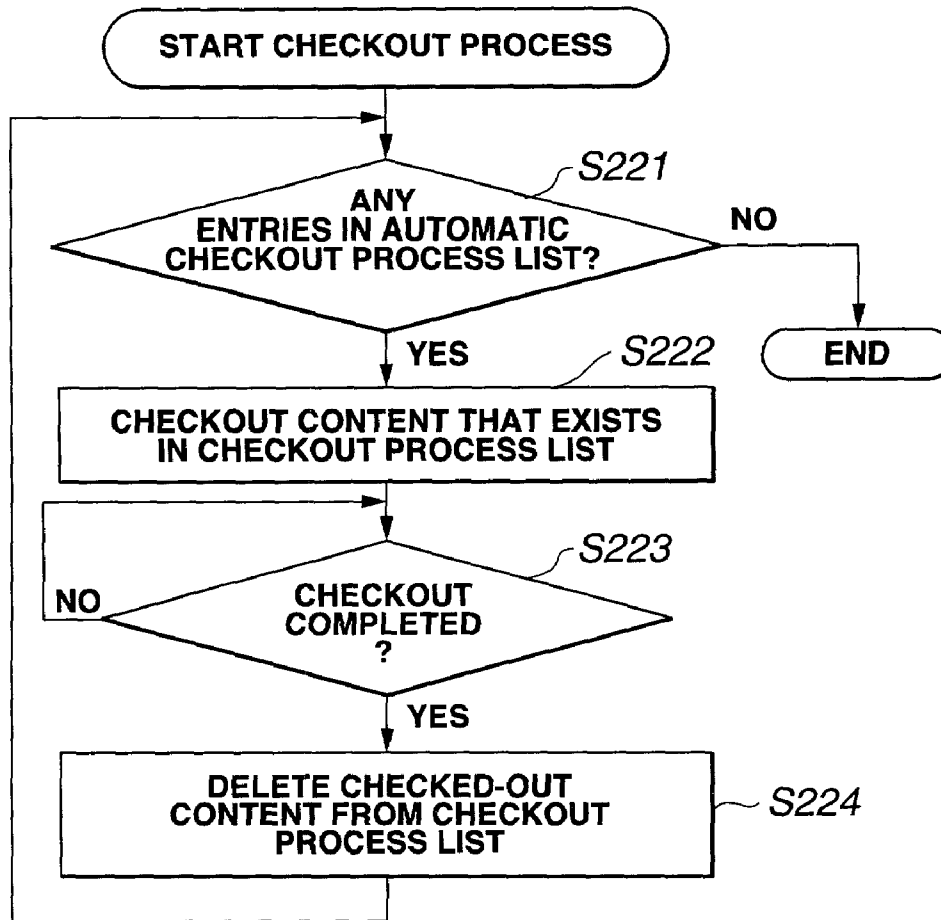 START CHECKOUT PROCESS
S221
ANY
ENTRIES IN AUTOMATIC
CHECKOUT PROCESS LIST?
NO
END
YES
S222
CHECKOUT CONTENT THAT EXISTS
IN CHECKOUT PROCESS LIST
S223
NO
CHECKOUT
COMPLETED
?
YES
DELETE CHECKED-OUT
CONTENT FROM CHECKOUT
PROCESS LIST
S224